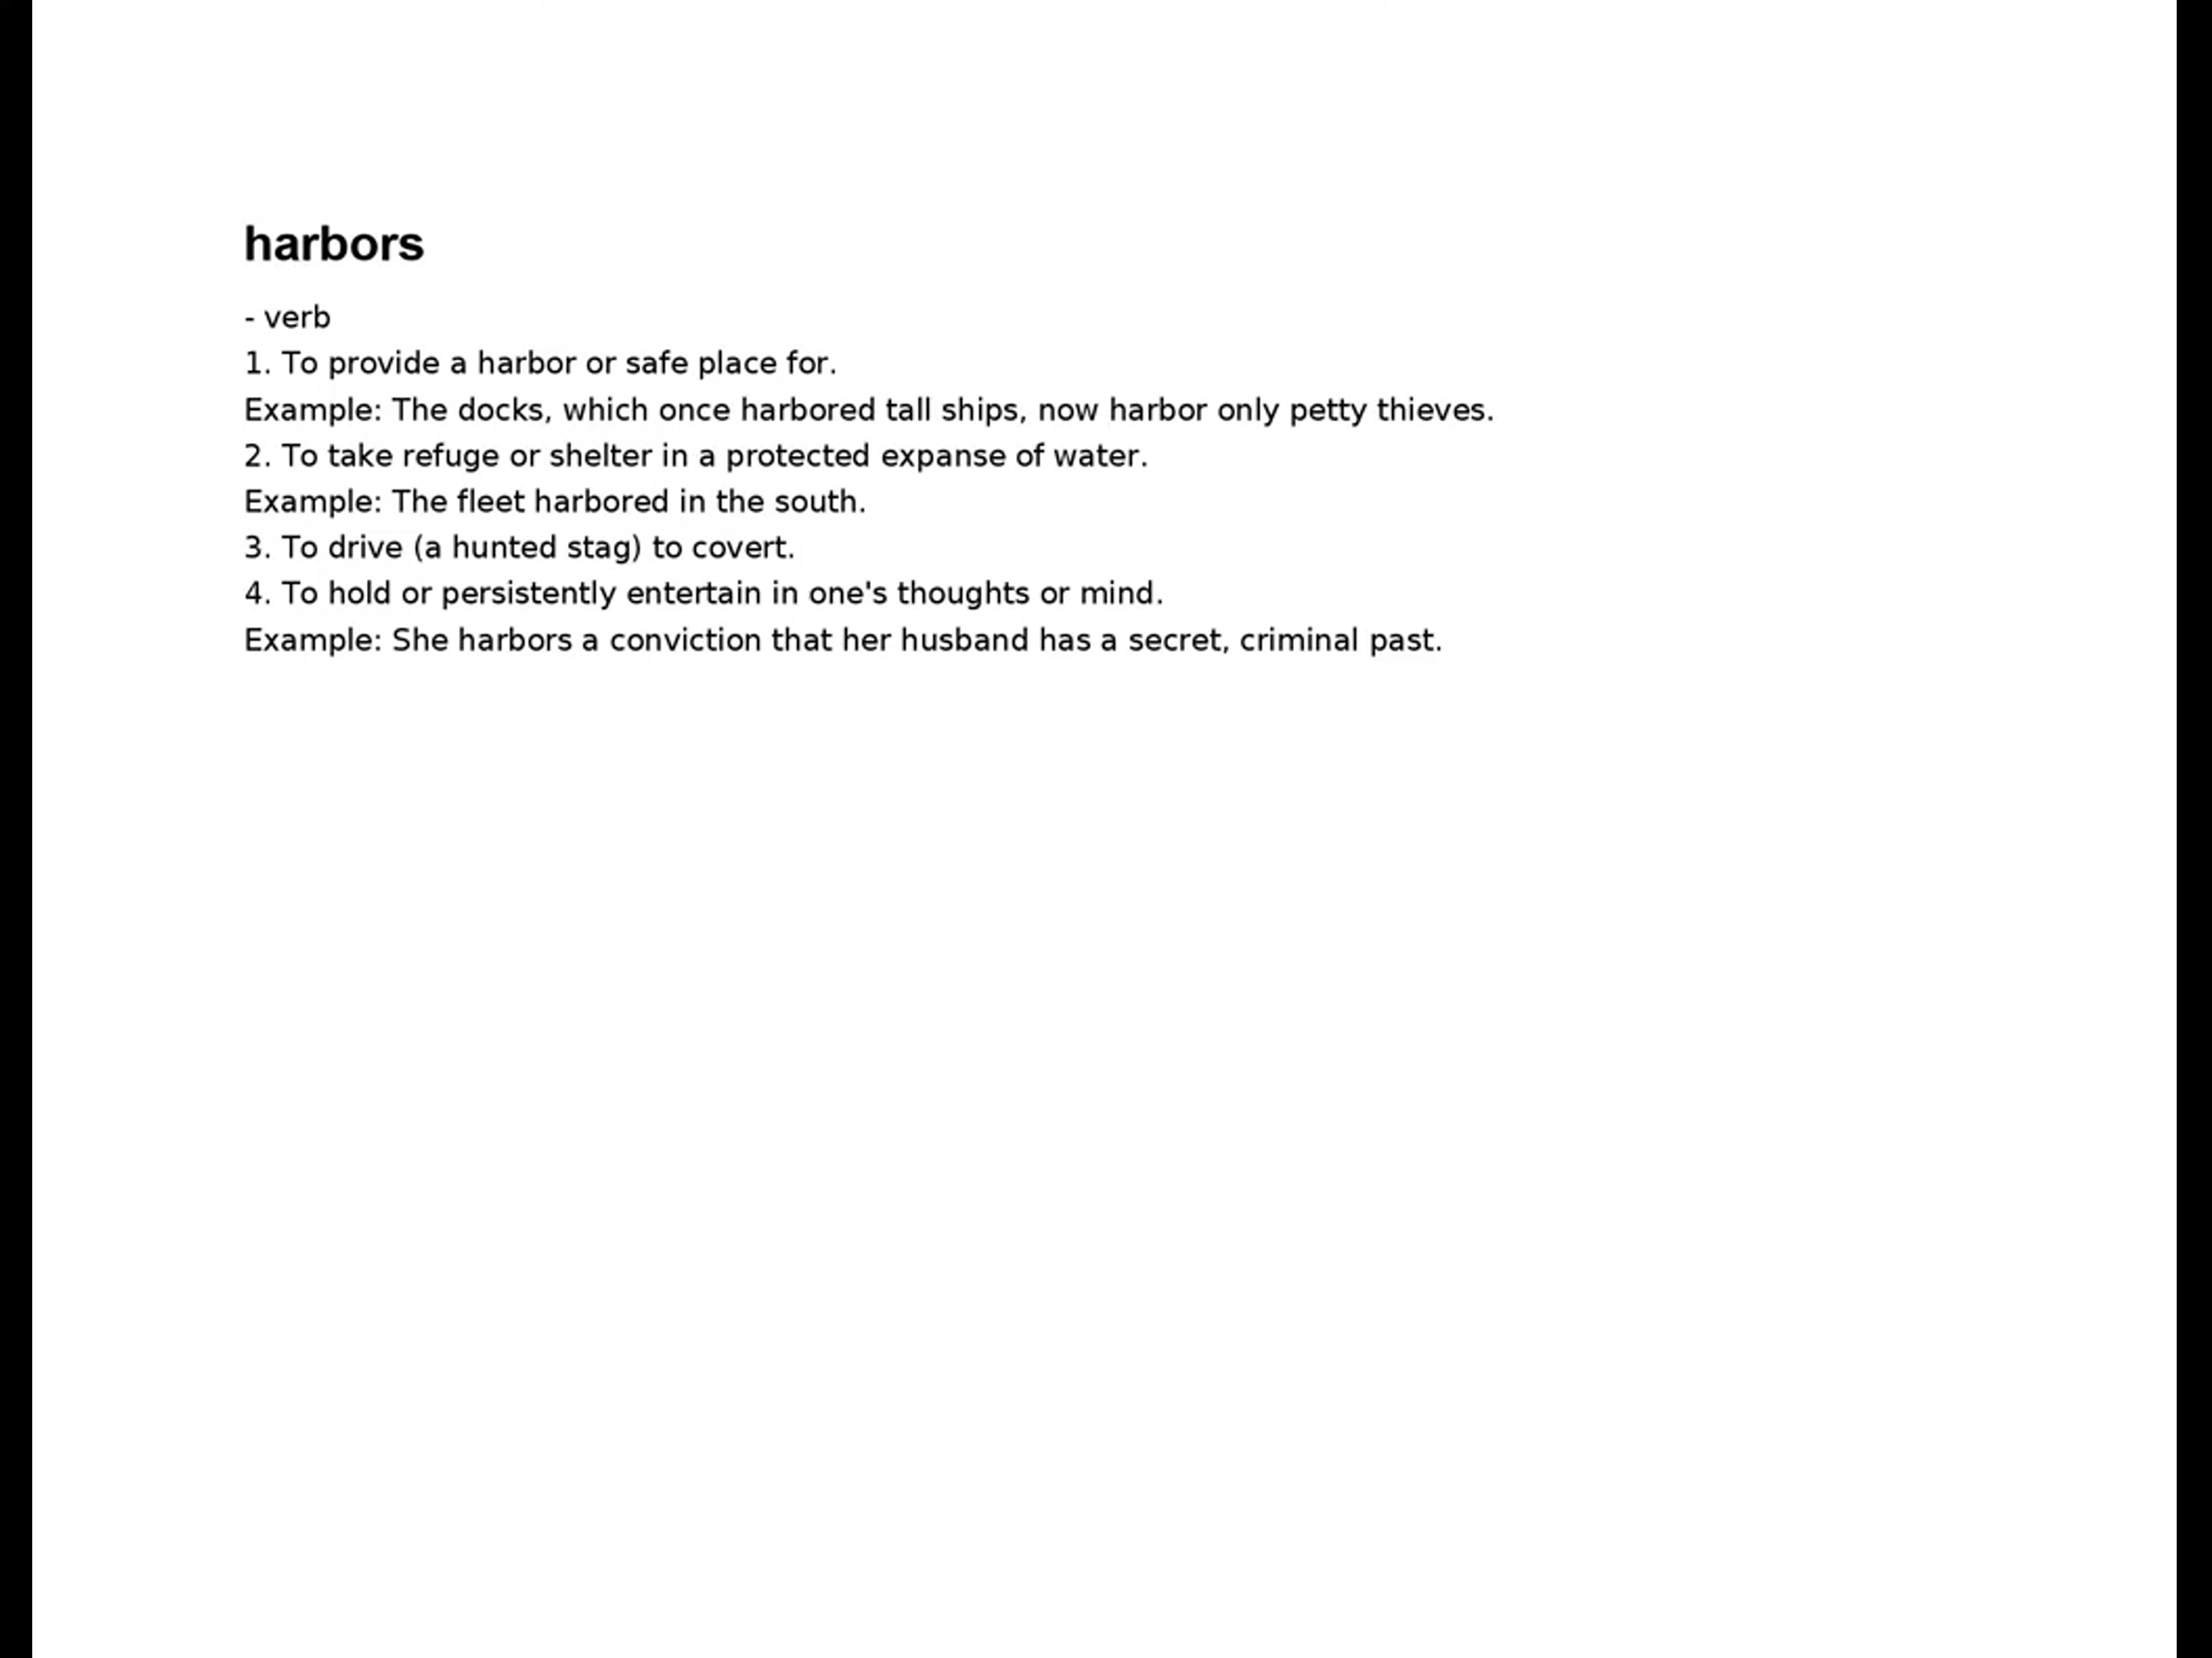 harbors
- verb
1. To provide a harbor or safe place for.
Example: The docks, which once harbored tall ships, now harbor only petty thieves.
2. To take refuge or shelter in a protected expanse of water.
Example: The fleet harbored in the south.
3. To drive (a hunted stag) to covert.
4. To hold or persistently entertain in one's thoughts or mind.
Example: She harbors a conviction that her husband has a secret, criminal past.